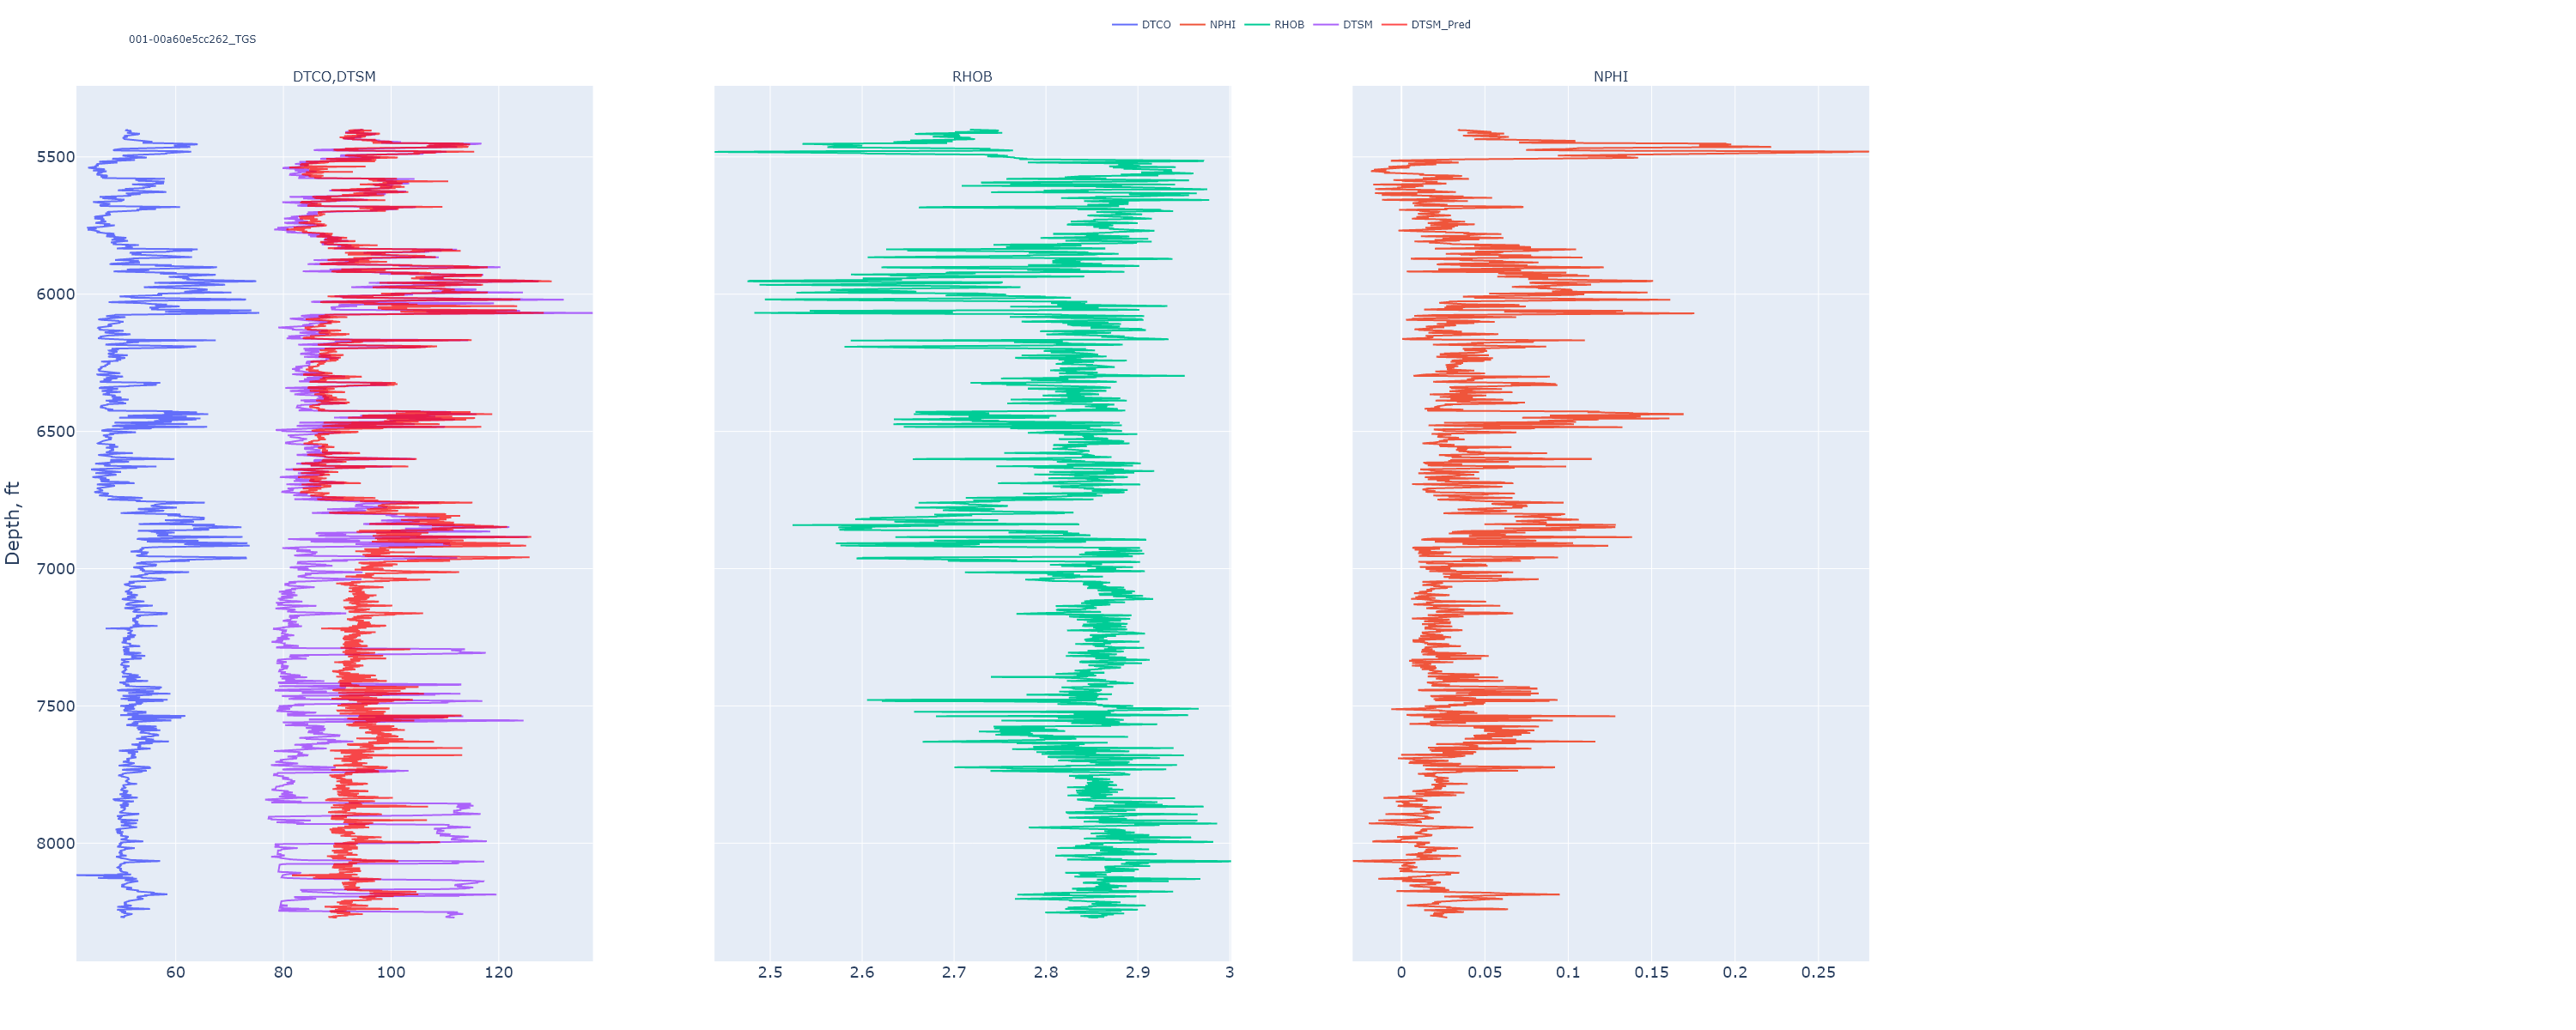 DTCO NPHI RHOB DTSM DTSM_Pred
001-00a60e5cc262_TGS
DTCO,DTSM RHOB NPHI
5500
6000
6500
7000
7500
8000
Depth, ft
60 80 100 120 2.5 2.6 2.7 2.8 2.9 3 0 0.05 0.1 0.15 0.2 0.25